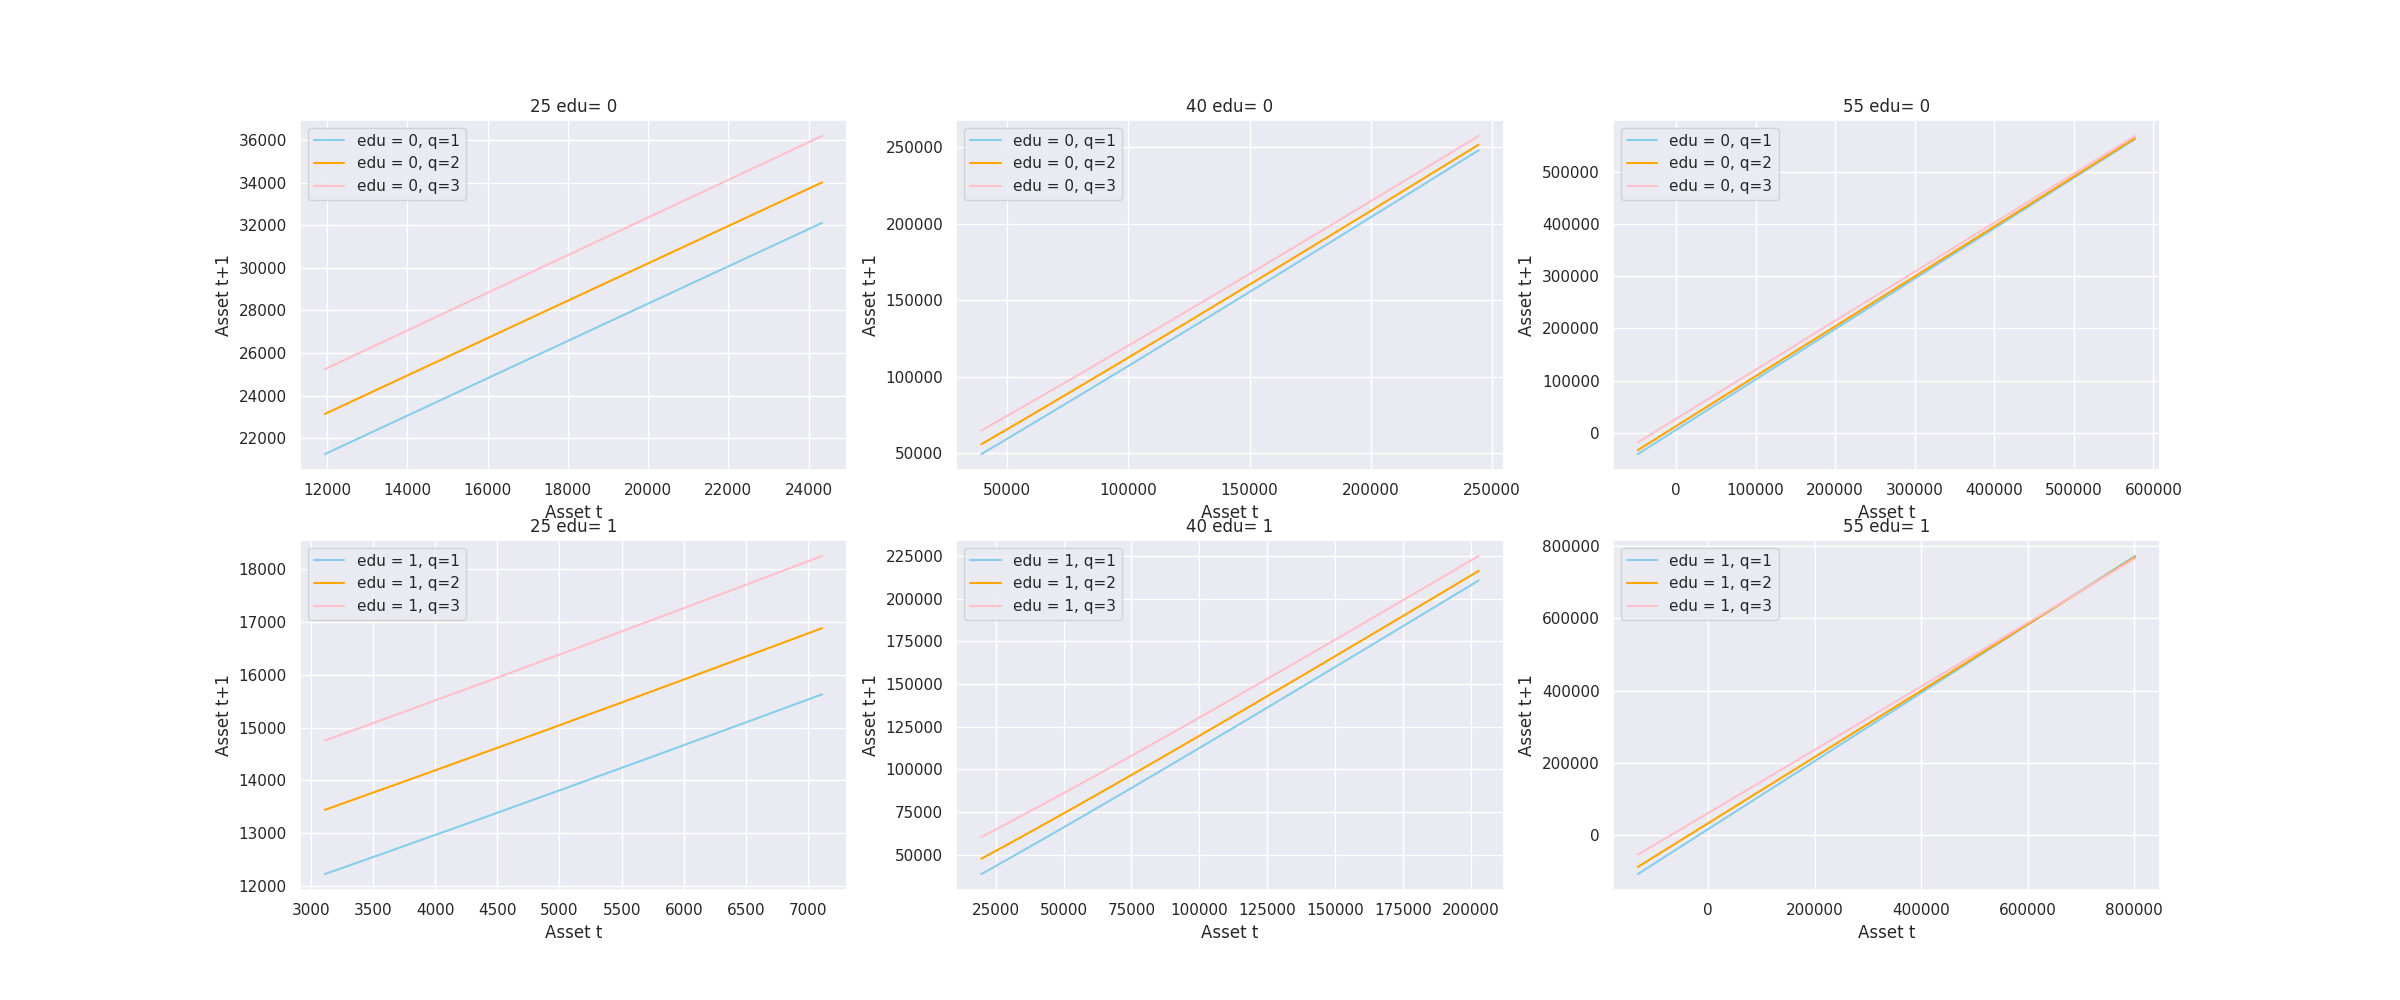 25 edu= 0
edu = 0, q=1
edu = 0, q=2
edu = 0, q=3
36000
34000
32000
30000
28000
26000
24000
22000
Asset t+1
12000 14000 16000 18000 20000 22000 24000
Asset t
40 edu= 0
edu = 0, q=1
edu = 0, q=2
edu = 0, q=3
250000
200000
150000
100000
50000
Asset t+1
50000 100000 150000 200000 250000
Asset t
55 edu= 0
edu = 0, q=1
edu = 0, q=2
edu = 0, q=3
500000
400000
300000
200000
100000
0
Asset t+1
0 100000 200000 300000 400000 500000 600000
Asset t
25 edu= 1
edu = 1, q=1
edu = 1, q=2
edu = 1, q=3
18000
17000
16000
15000
14000
13000
12000
Asset t+1
3000 3500 4000 4500 5000 5500 6000 6500 7000
Asset t
40 edu= 1
edu = 1, q=1
edu = 1, q=2
edu = 1, q=3
225000
200000
175000
150000
125000
100000
75000
50000
Asset t+1
25000 50000 75000 100000 125000 150000 175000 200000
Asset t
55 edu= 1
edu = 1, q=1
edu = 1, q=2
edu = 1, q=3
800000
600000
400000
200000
0
Asset t+1
0 200000 400000 600000 800000
Asset t